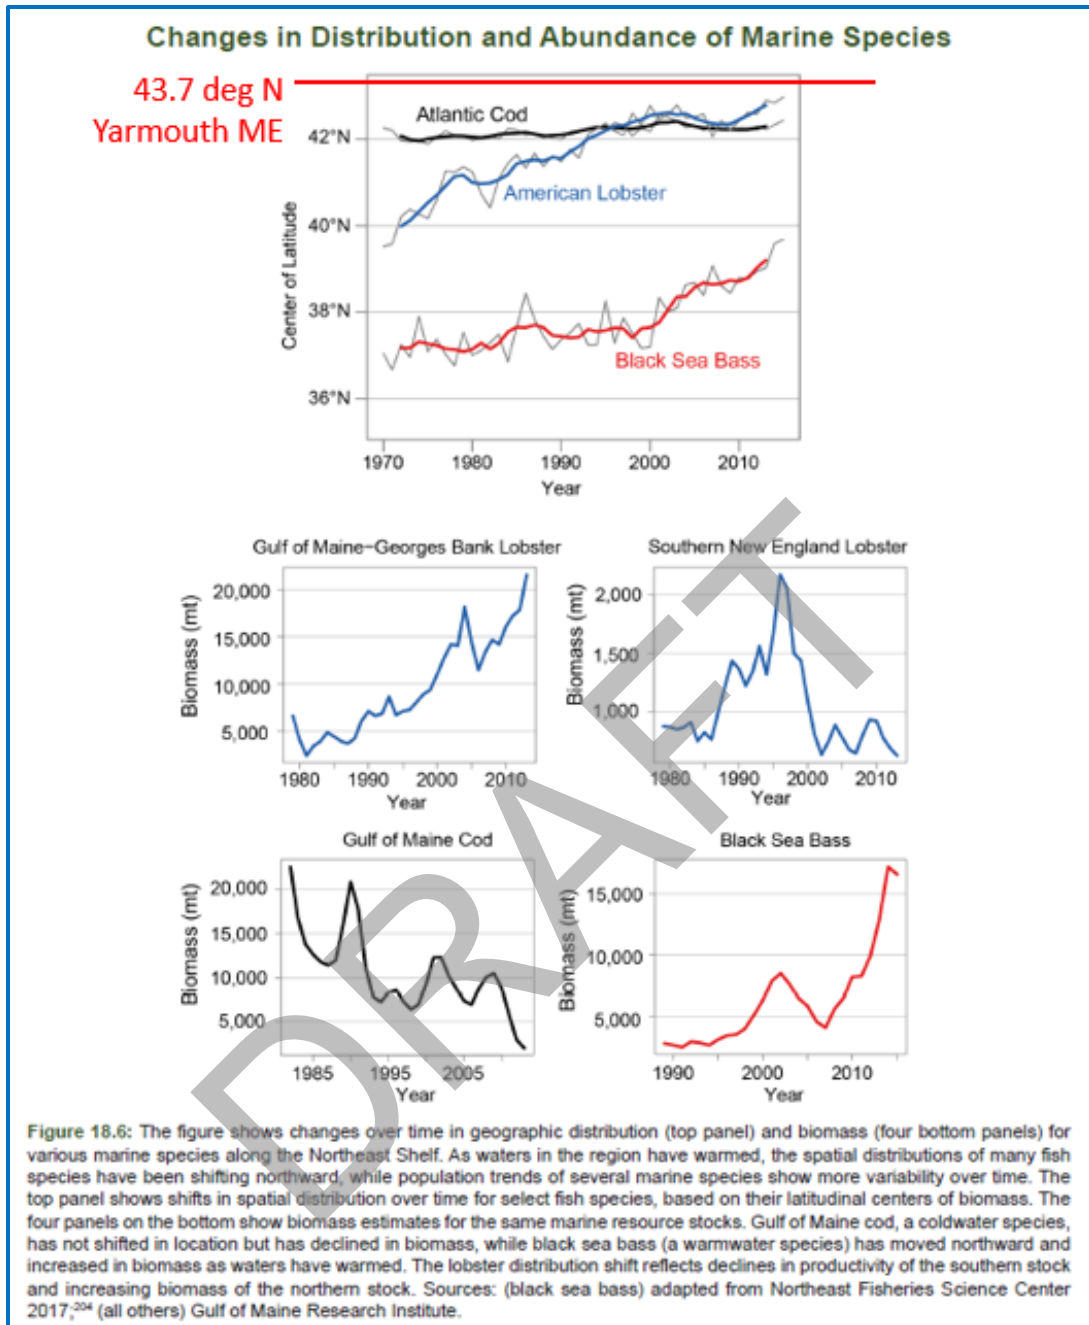 Changes in Distribution and Abundance of Marine Species
43.7 deg N
Yarmouth ME
Atlantic Cod
42°N
American Lobster
40°N
Center of Latitude
38°N
Black Sea Bass
36°N
1970 1980 1990 2000 2010
Year
Gulf of Maine−Georges Bank Lobster
20,000
15,000
10,000
5,000
Biomass (mt)
1980 1990 2000 2010
Year
Southern New England Lobster
2,000
1,500
1,000
Biomass (mt)
1980 1990 2000 2010
Year
Gulf of Maine Cod
20,000
15,000
10,000
5,000
Biomass (mt)
1985 1995 2005
Year
Black Sea Bass
15,000
10,000
5,000
Biomass (mt)
1990 2000 2010
Year
DRAFT
Figure 18.6: The figure shows changes over time in geographic distribution (top panel) and biomass (four bottom panels) for
various marine species along the Northeast Shelf. As waters in the region have warmed, the spatial distributions of many fish
species have been shifting northward, while population trends of several marine species show more variability over time. The
top panel shows shifts in spatial distribution over time for select fish species, based on their latitudinal centers of biomass. The
four panels on the bottom show biomass estimates for the same marine resource stocks. Gulf of Maine cod, a coldwater species,
has not shifted in location but has declined in biomass, while black sea bass (a warmwater species) has moved northward and
increased in biomass as waters have warmed. The lobster distribution shift reflects declines in productivity of the southern stock
and increasing biomass of the northern stock. Sources: (black sea bass) adapted from Northeast Fisheries Science Center
2017;204 (all others) Gulf of Maine Research Institute.